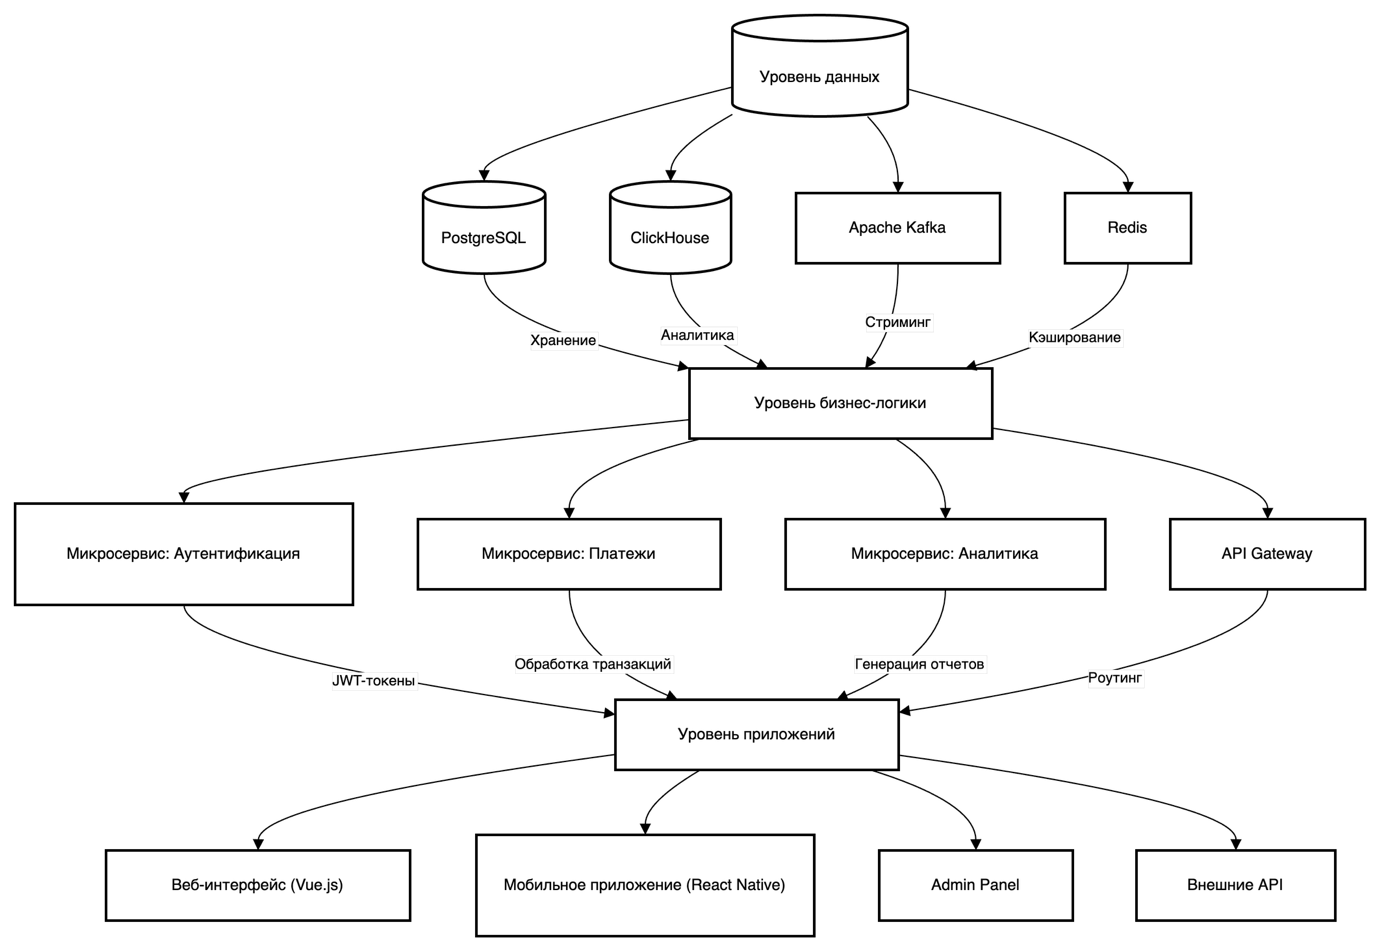 Уровень данных
PostgreSQL
ClickHouse
Apache Kafka
Redis
Хранение
Аналитика
Стриминг
Кэширование
Уровень бизнес-логики
Микросервис: Аутентификация
Микросервис: Платежи
Микросервис: Аналитика
API Gateway
JWT-токены
Обработка транзакций
Генерация отчетов
Роутинг
Уровень приложений
Веб-интерфейс (Vue.js)
Мобильное приложение (React Native)
Admin Panel
Внешние API